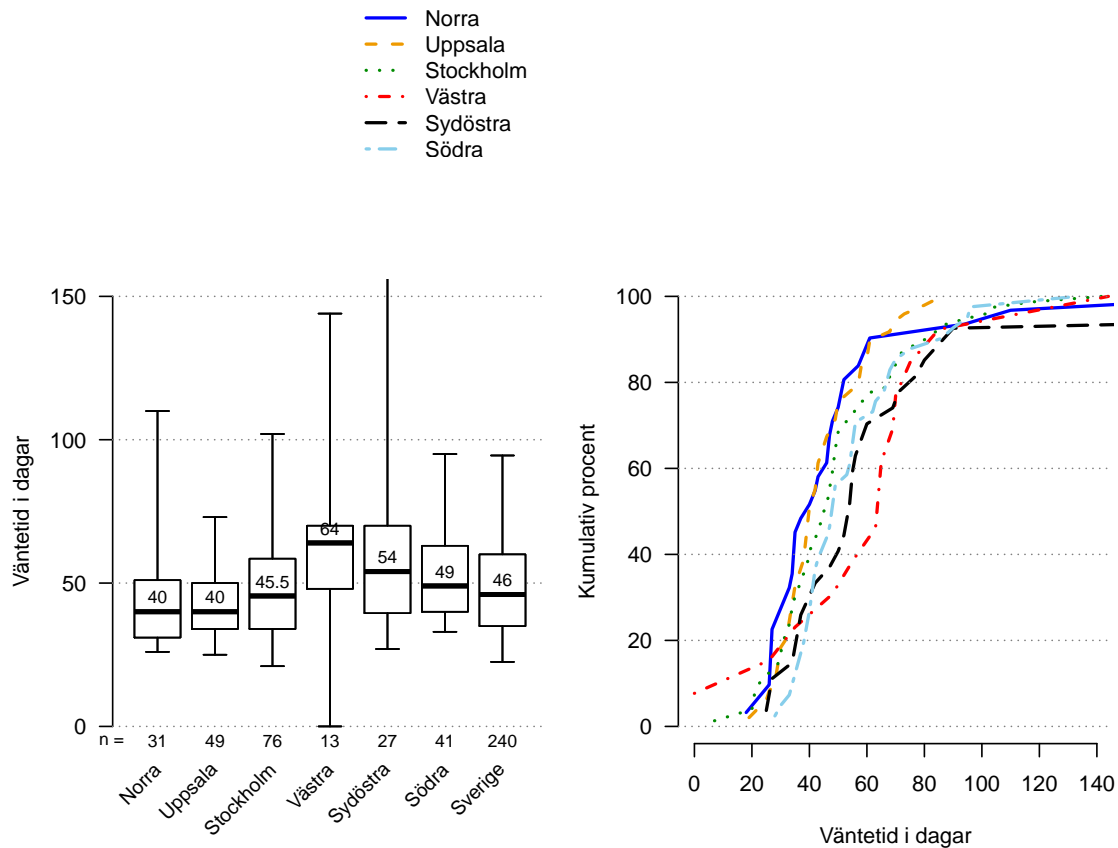 Norra
Uppsala
Stockholm
Västra
Sydöstra
Södra
Väntetid i dagar
150
100
50
0
40
40
45.5
64
54
49
46
n = 31 49 76 13 27 41 240
Norra
Uppsala
Stockholm
Västra
Sydöstra
Södra
Sverige
Kumulativ procent
100
80
60
40
20
0
0 20 40 60 80 100 120 140
Väntetid i dagar